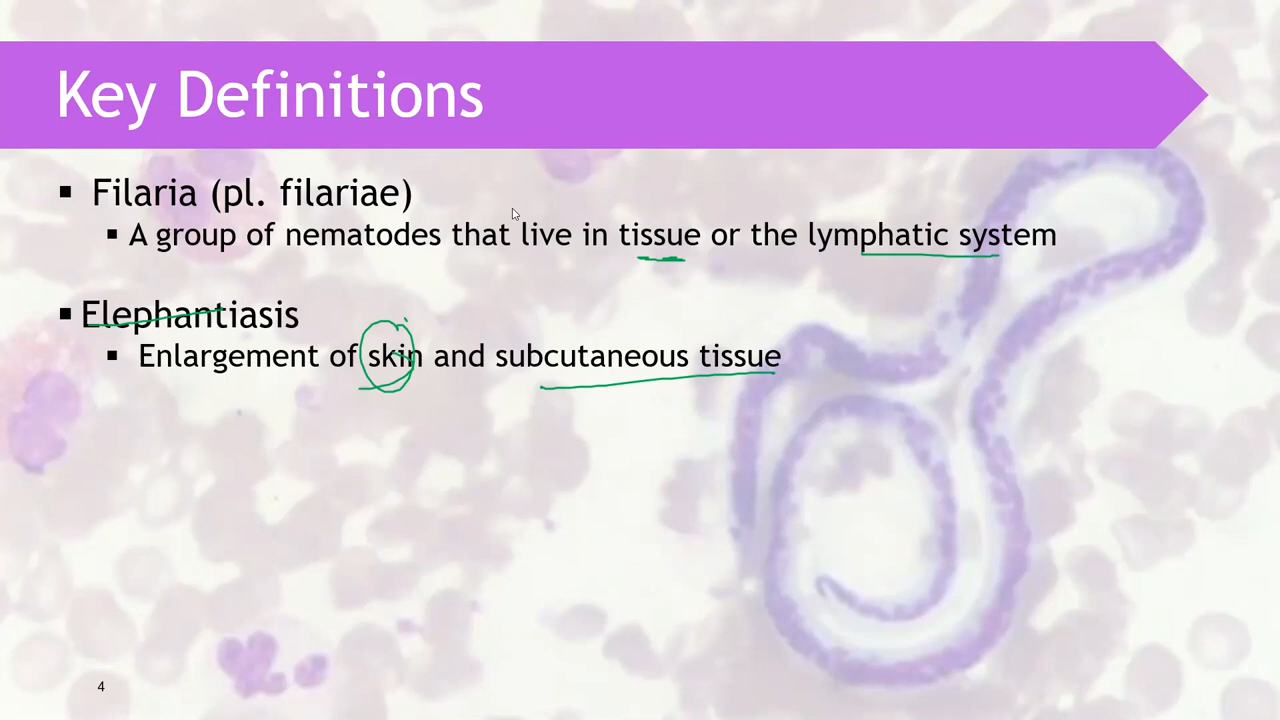 Key Definitions
▪ Filaria (pl. filariae)
▪ A group of nematodes that live in tissue or the lymphatic system
▪ Elephantiasis
▪ Enlargement of skin and subcutaneous tissue
4